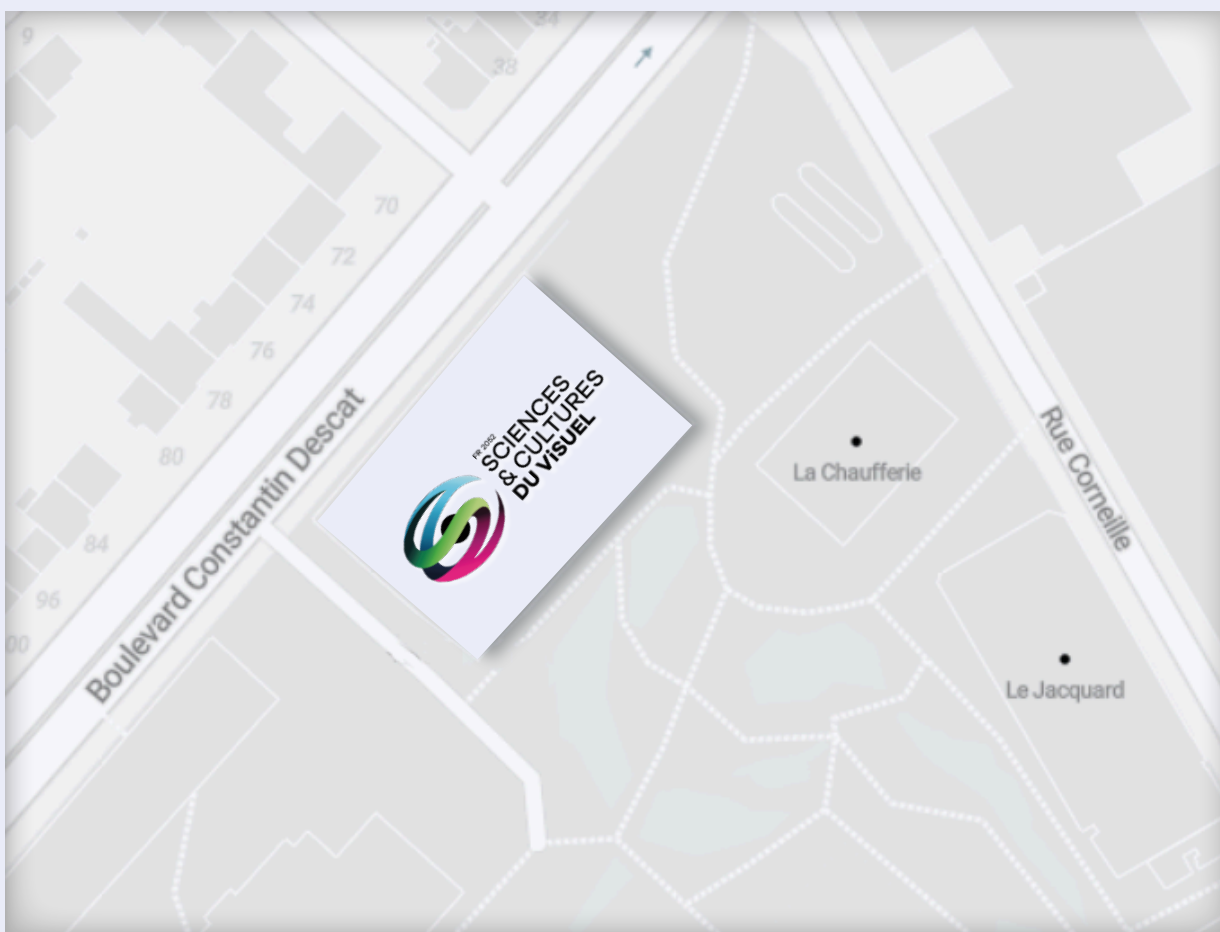 9
34
38
70
72
74
76
78
80
84
96
00
Boulevard Constantin Descat
FR 2052
SCIENCES
& CULTURES
DU VISUEL
La Chaufferie
Rue Corneille
Le Jacquard